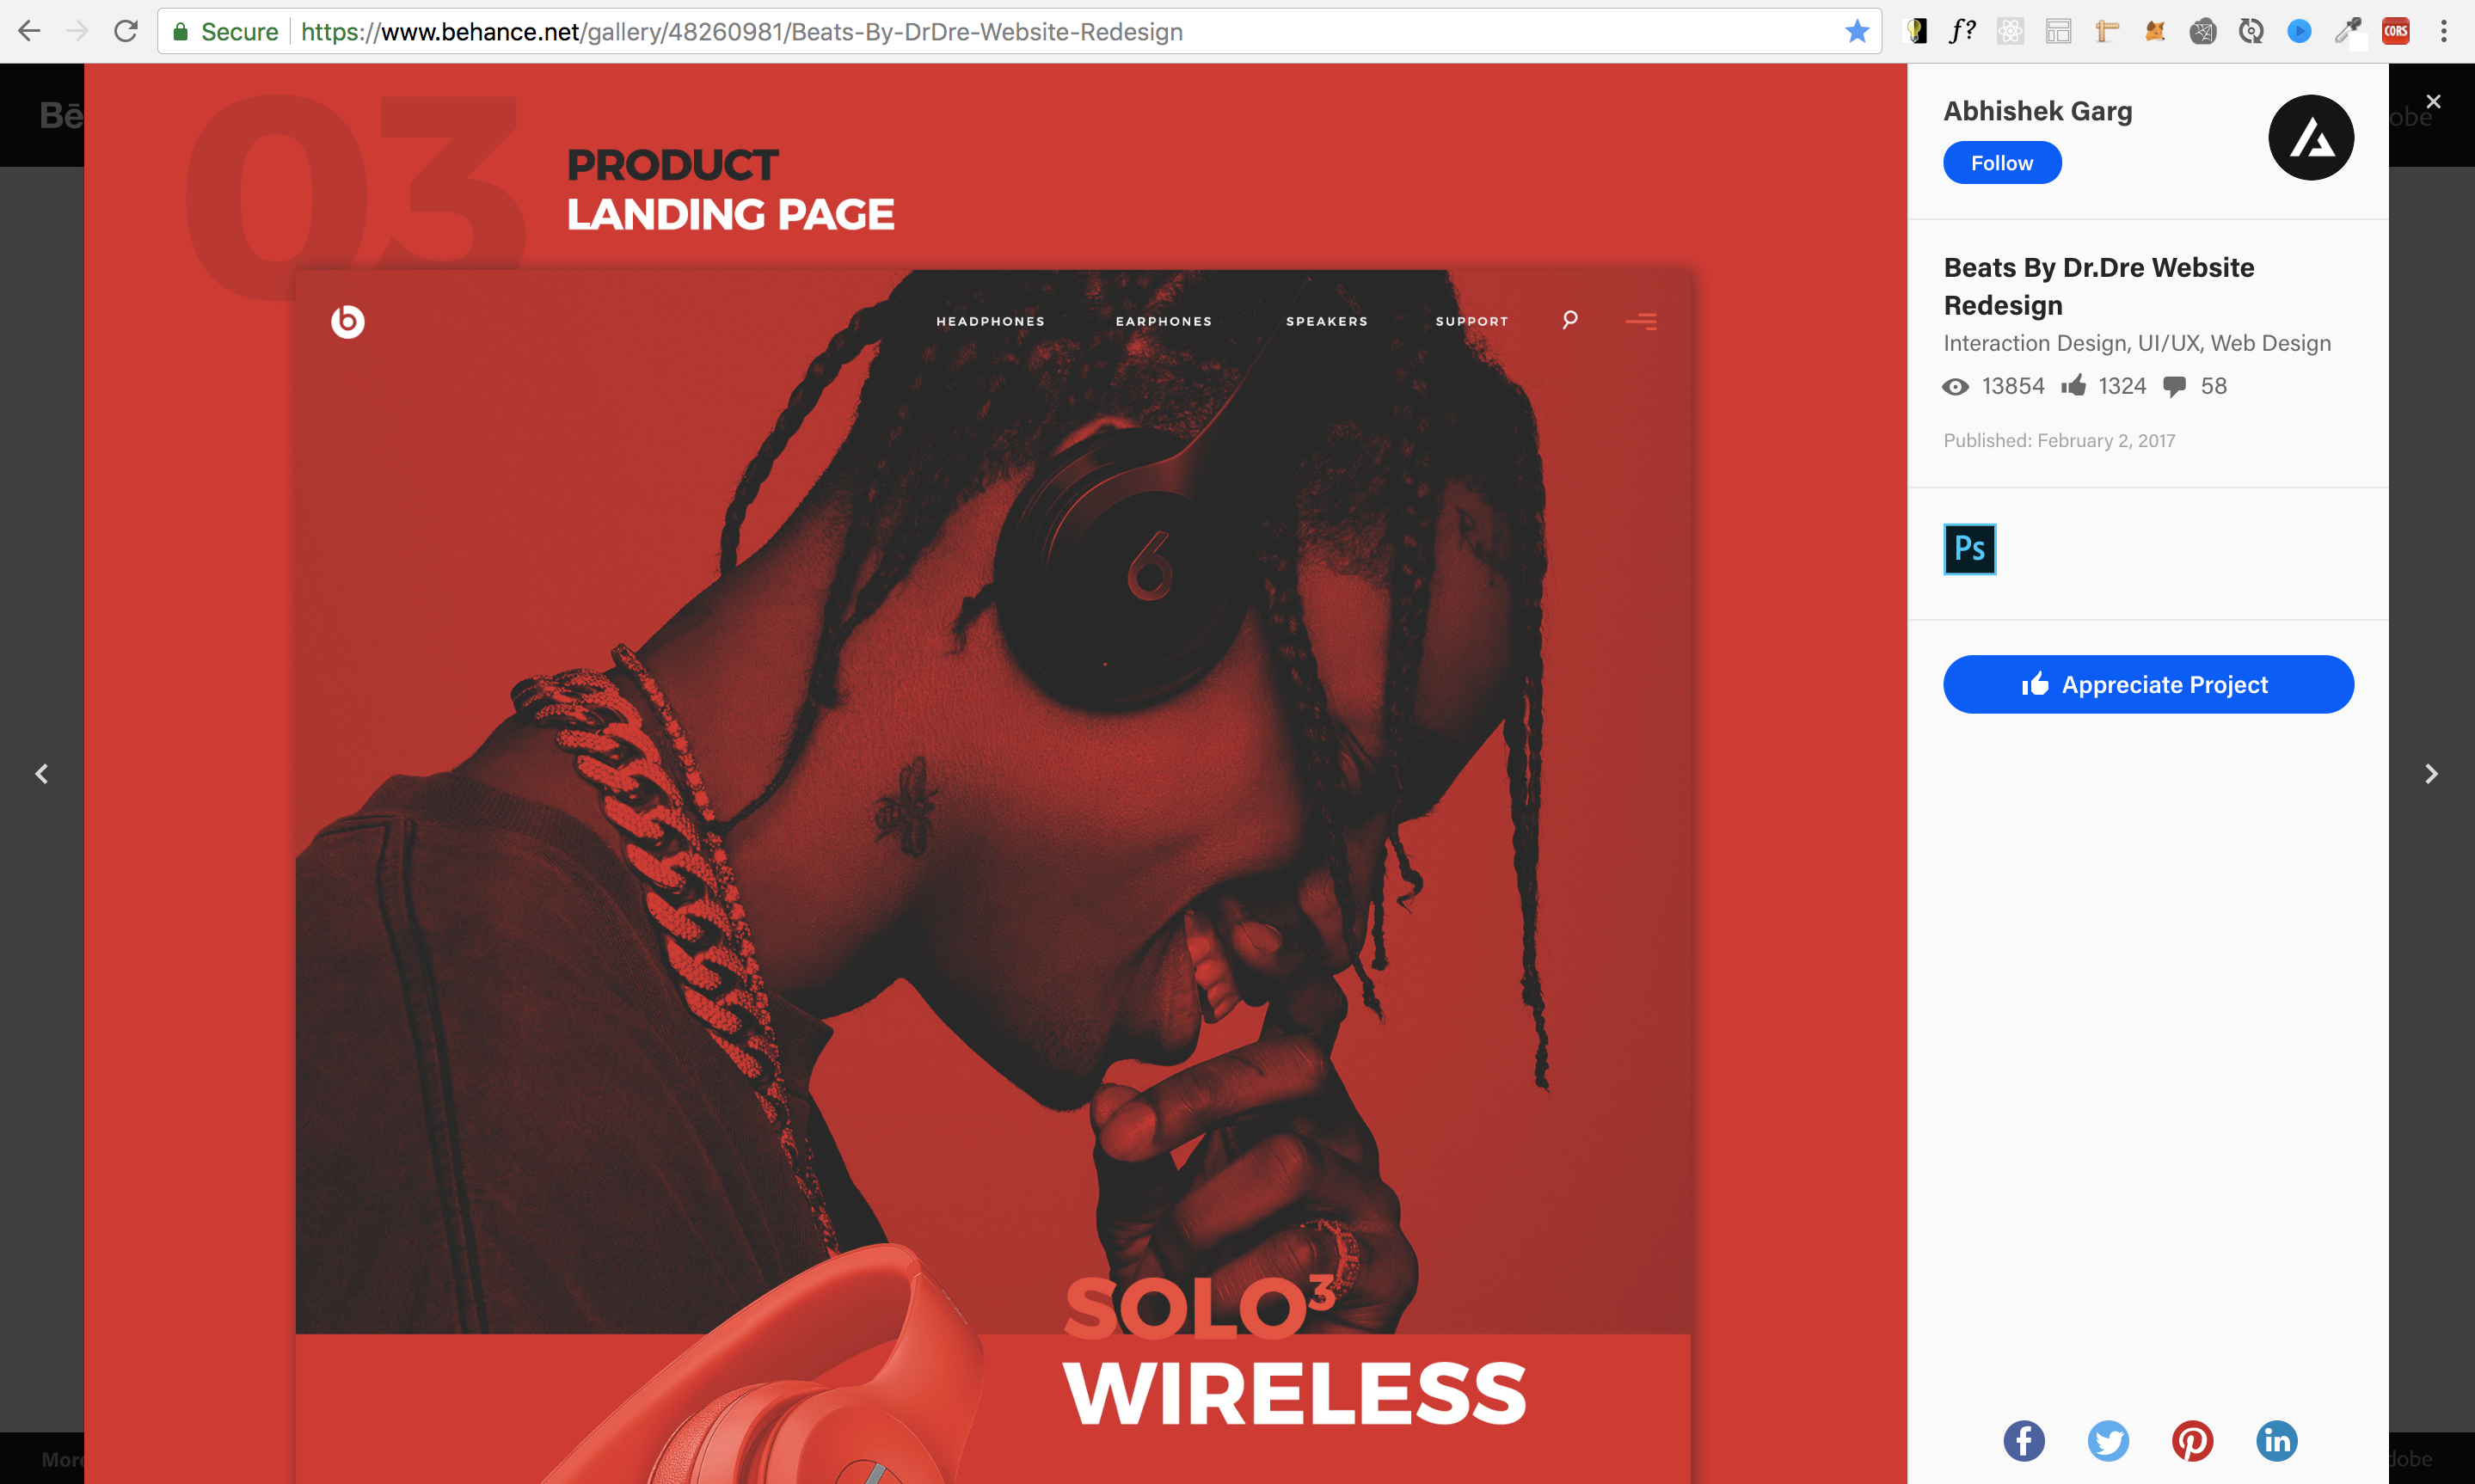 Secure
https://www.behance.net/gallery/48260981/Beats-By-DrDre-Website-Redesign
f?
CORS
Bē
obe
03
PRODUCT
LANDING PAGE
b
HEADPHONES EARPHONES SPEAKERS SUPPORT
SOLO³
WIRELESS
Abhishek Garg
Follow
Beats By Dr.Dre Website
Redesign
Interaction Design, UI/UX, Web Design
13854 1324 58
Published: February 2, 2017
Ps
Appreciate Project
f
in
More
dobe